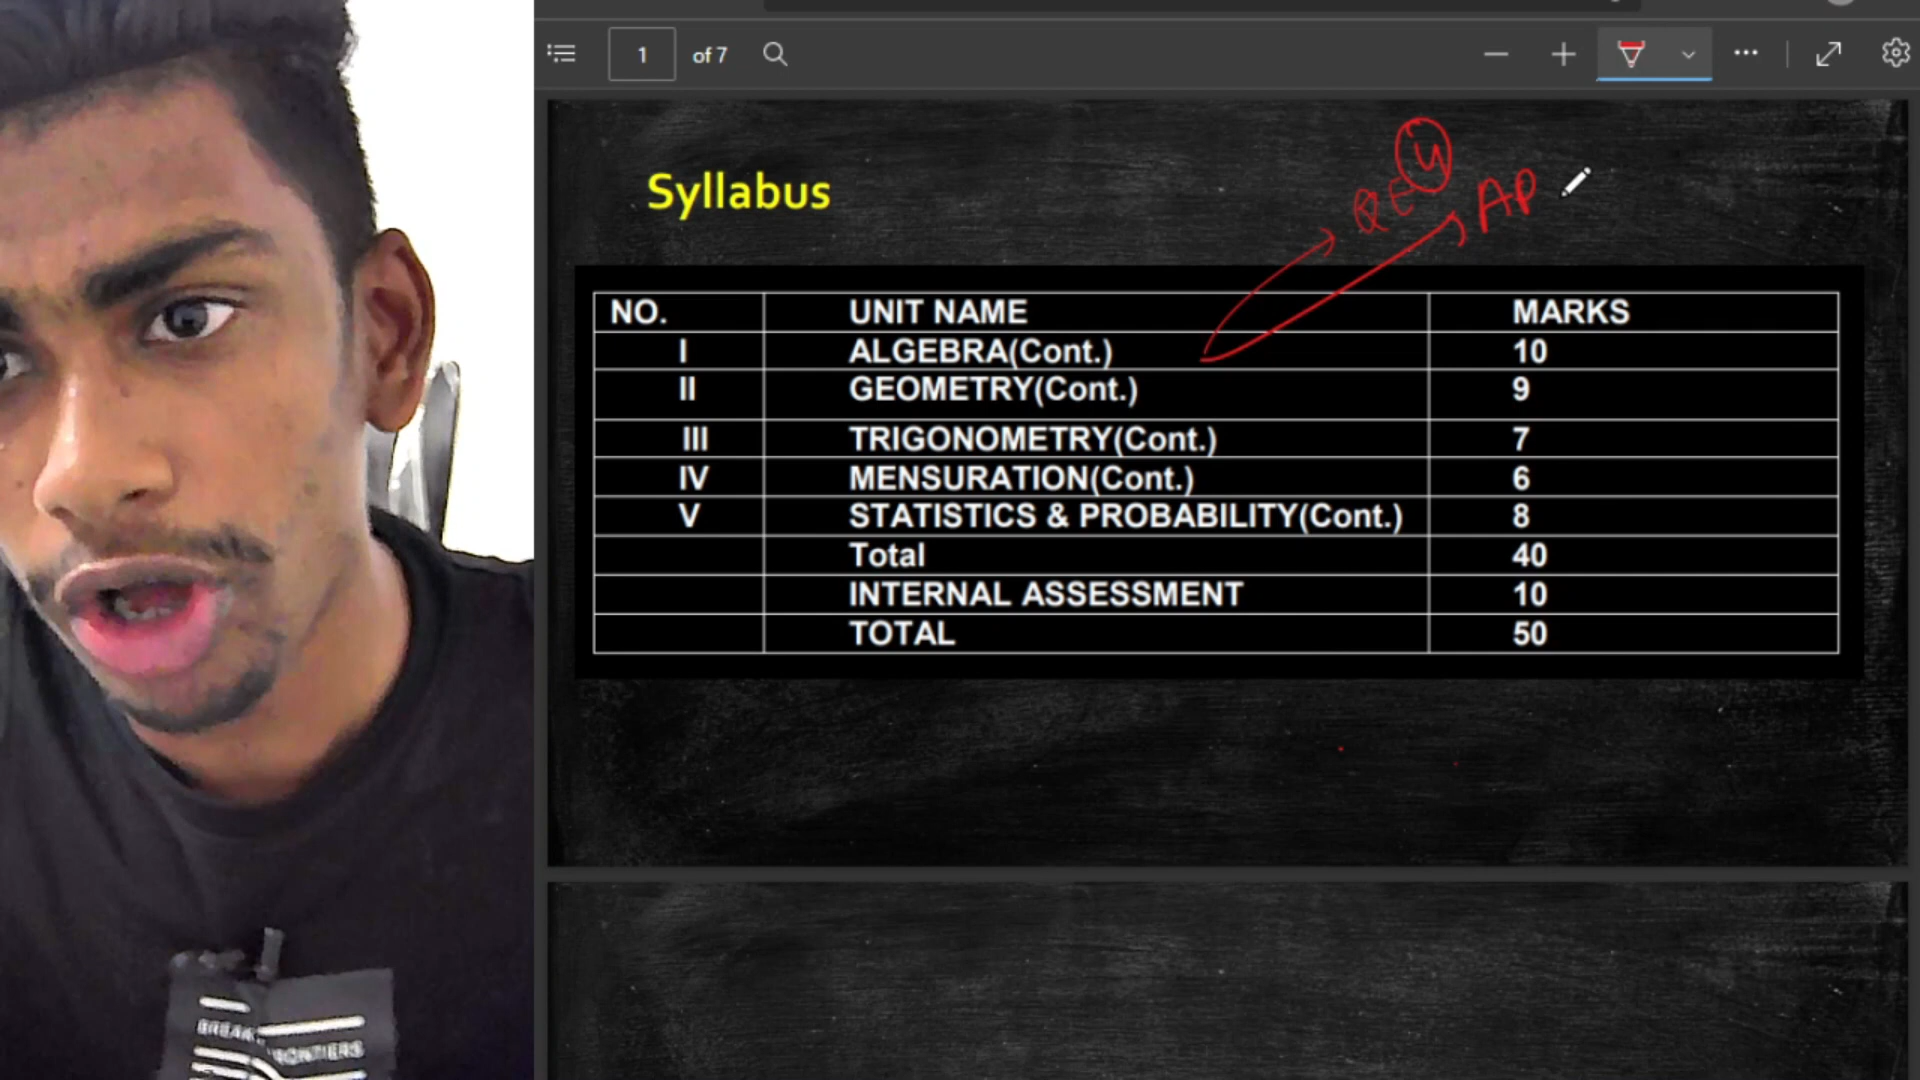 1 of 7
QE 4
AP
Syllabus
NO. UNIT NAME MARKS
I ALGEBRA(Cont.) 10
II GEOMETRY(Cont.) 9
III TRIGONOMETRY(Cont.) 7
IV MENSURATION(Cont.) 6
V STATISTICS & PROBABILITY(Cont.) 8
Total 40
INTERNAL ASSESSMENT 10
TOTAL 50